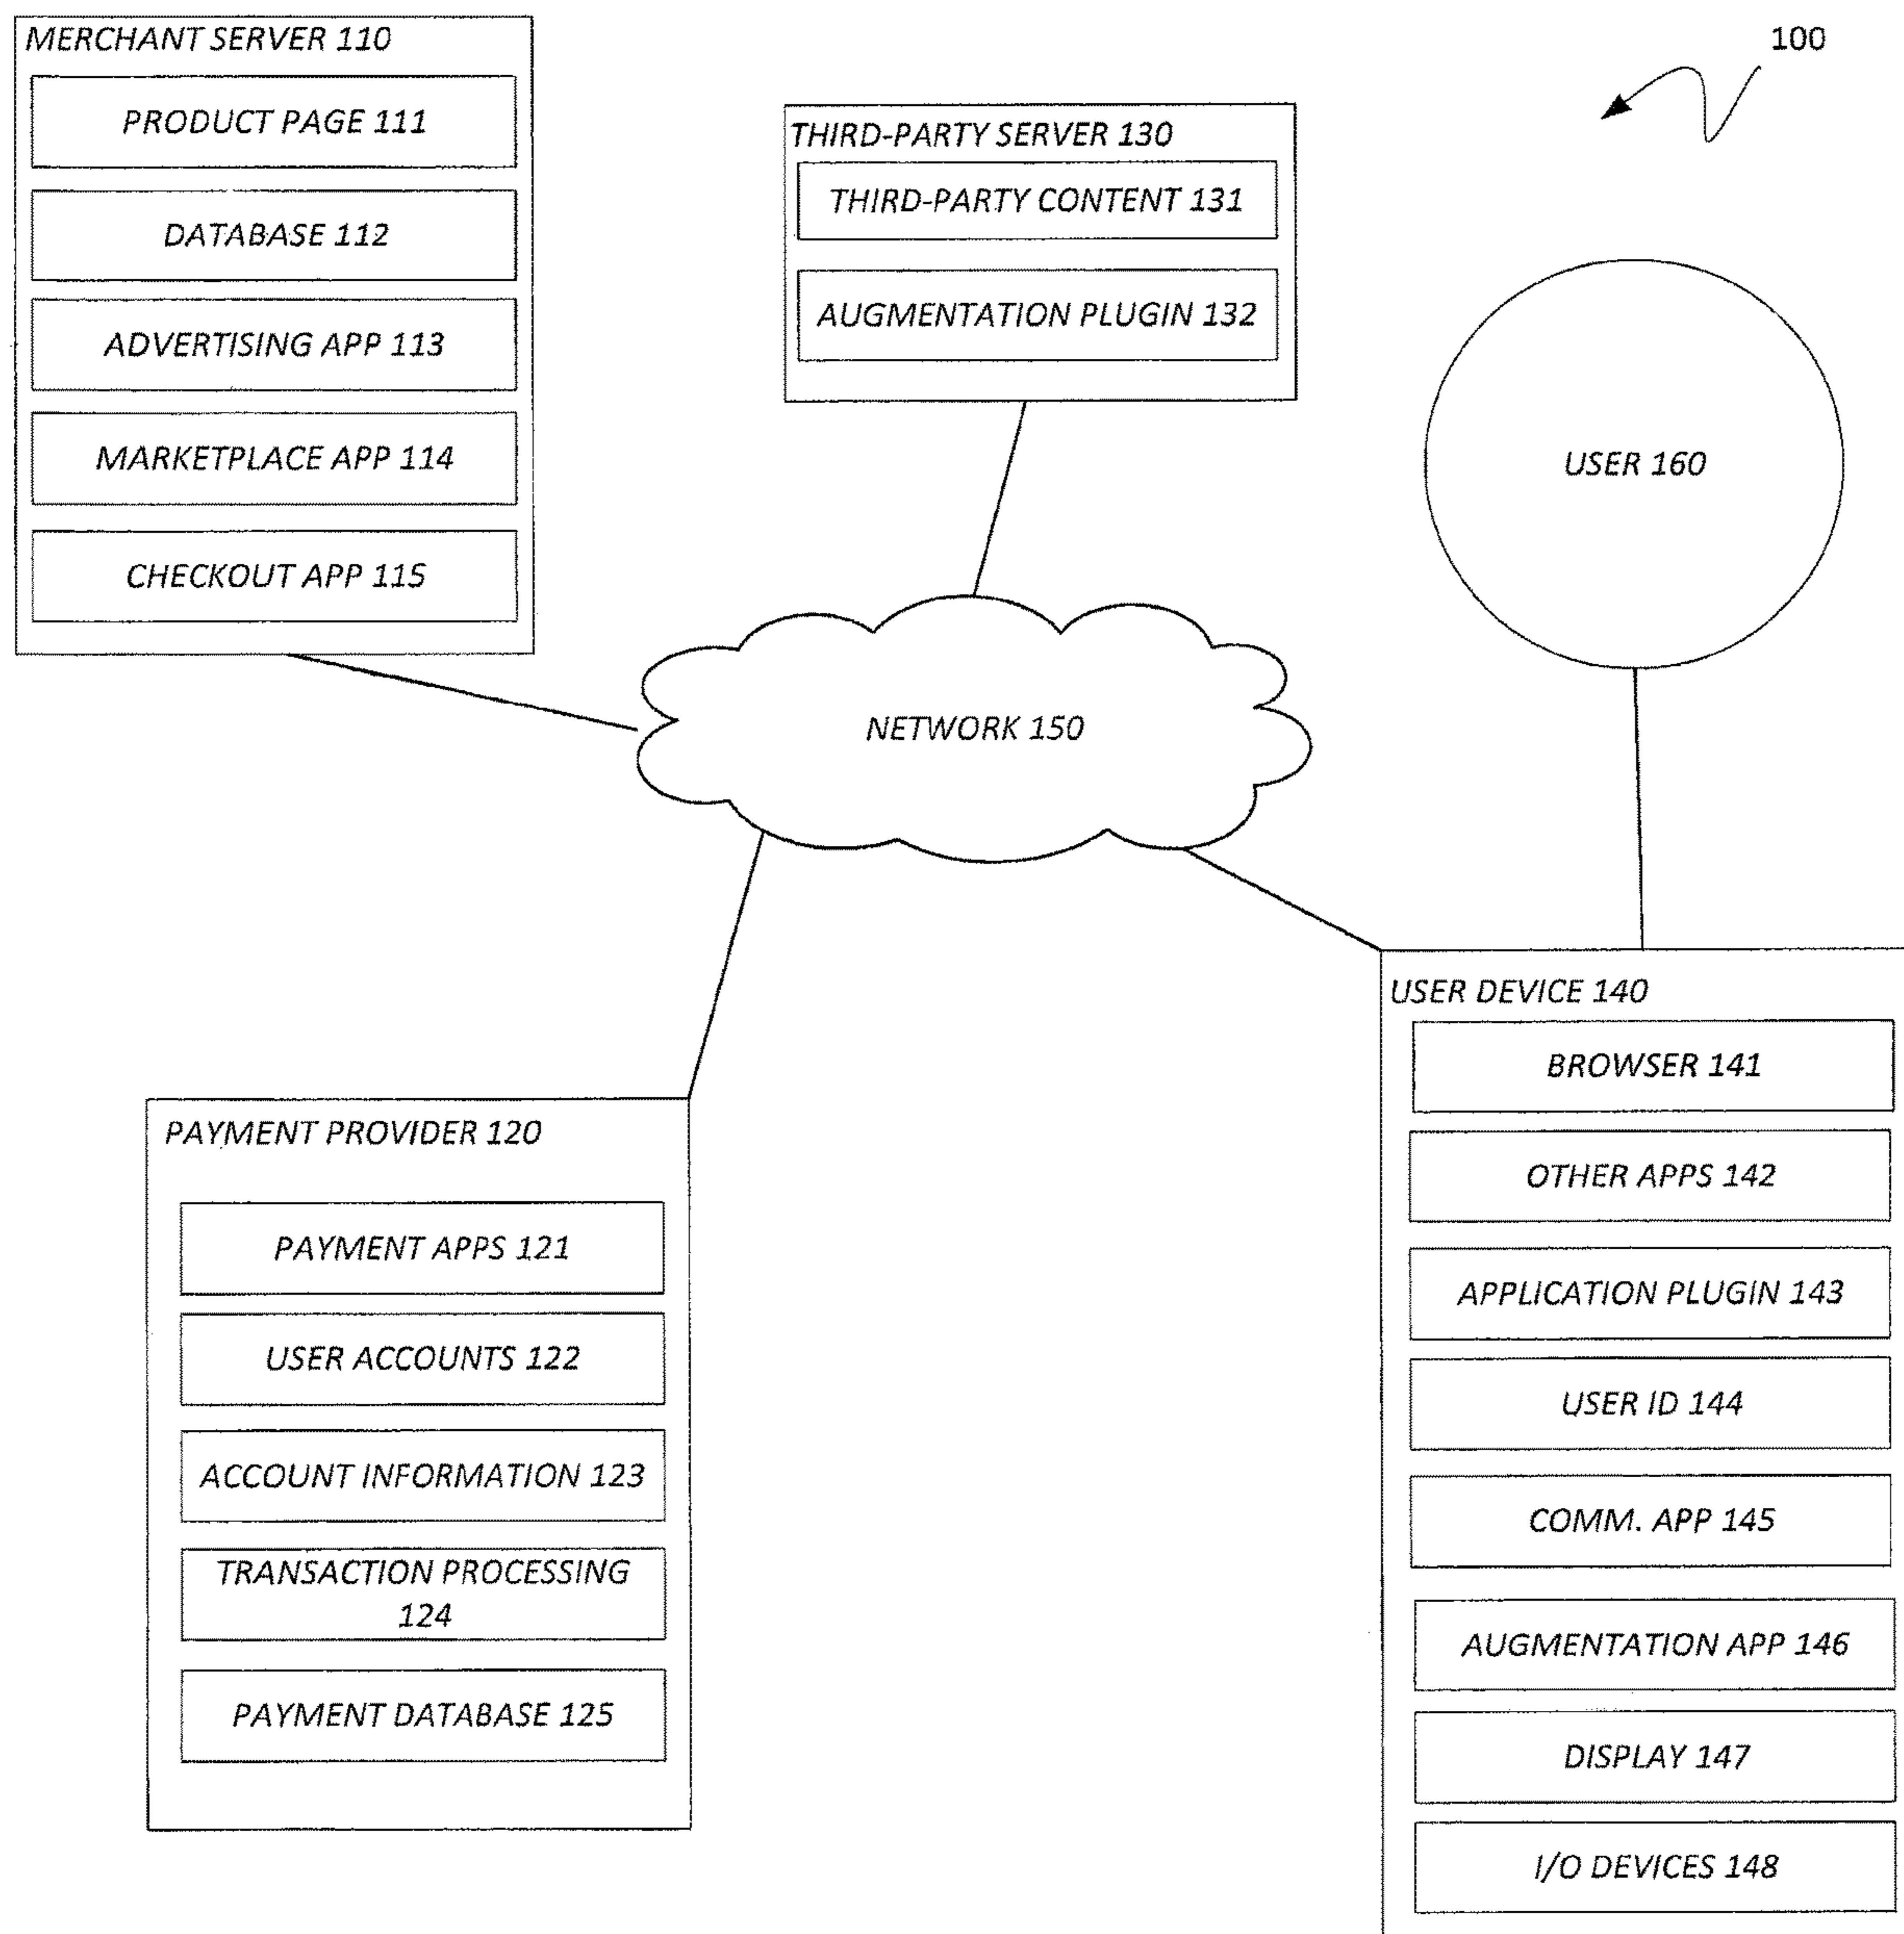 MERCHANT SERVER 110
PRODUCT PAGE 111
DATABASE 112
ADVERTISING APP 113
MARKETPLACE APP 114
CHECKOUT APP 115
100
THIRD-PARTY SERVER 130
THIRD-PARTY CONTENT 131
AUGMENTATION PLUGIN 132
USER 160
NETWORK 150
PAYMENT PROVIDER 120
PAYMENT APPS 121
USER ACCOUNTS 122
ACCOUNT INFORMATION 123
TRANSACTION PROCESSING
124
PAYMENT DATABASE 125
USER DEVICE 140
BROWSER 141
OTHER APPS 142
APPLICATION PLUGIN 143
USER ID 144
COMM. APP 145
AUGMENTATION APP 146
DISPLAY 147
I/O DEVICES 148